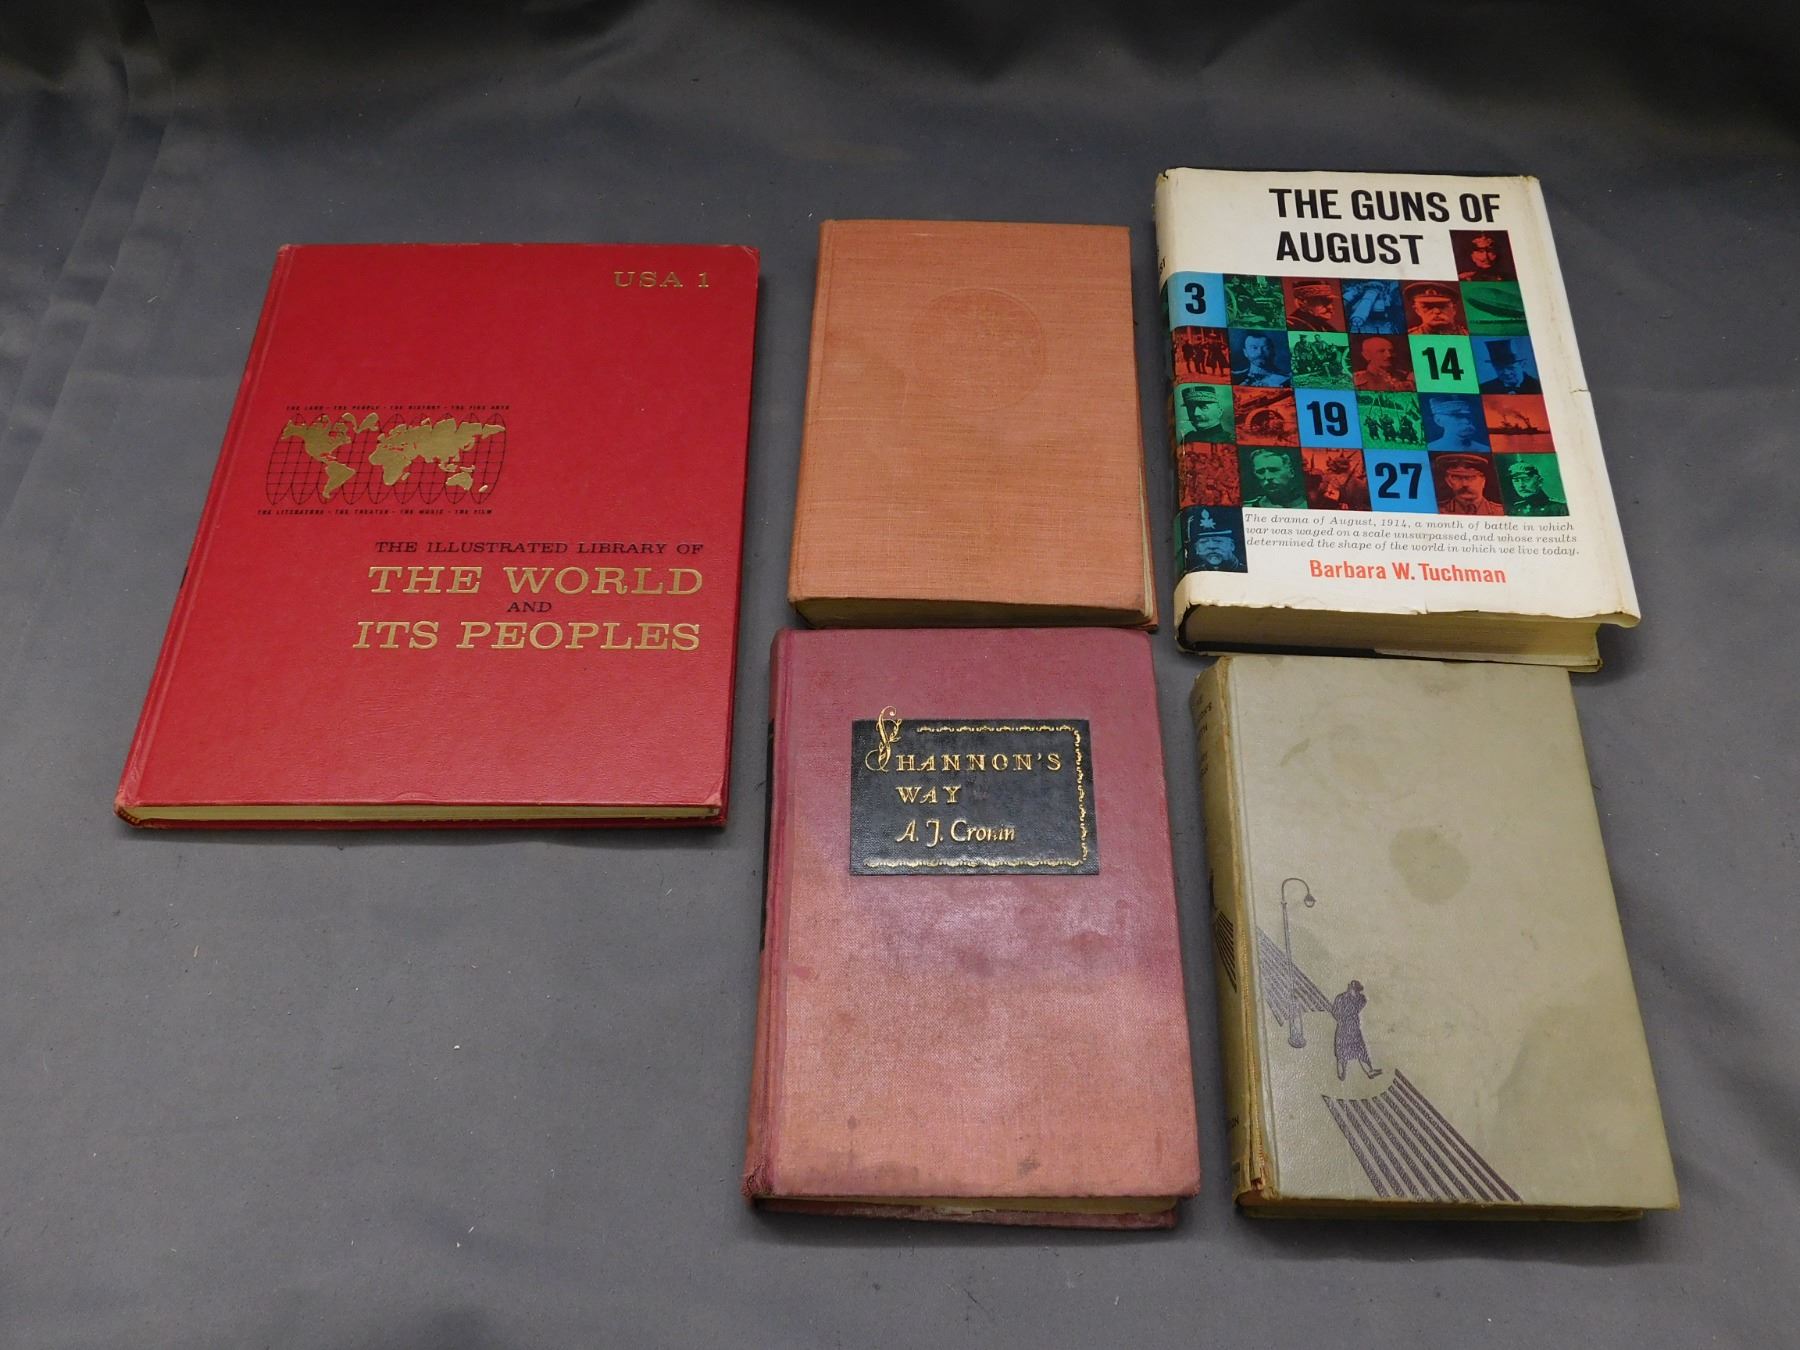 USA 1
THE LAND · THE PEOPLE · THE HISTORY · THE FINE ARTS
THE LITERATURE · THE THEATER · THE MUSIC · THE FILM
THE ILLUSTRATED LIBRARY OF
THE WORLD
AND
ITS PEOPLES
THE GUNS OF
AUGUST
3
14
19
27
The drama of August, 1914, a month of battle in which
war was waged on a scale unsurpassed, and whose results
determined the shape of the world in which we live today.
Barbara W. Tuchman
SHANNON'S
WAY
A. J. Cronin